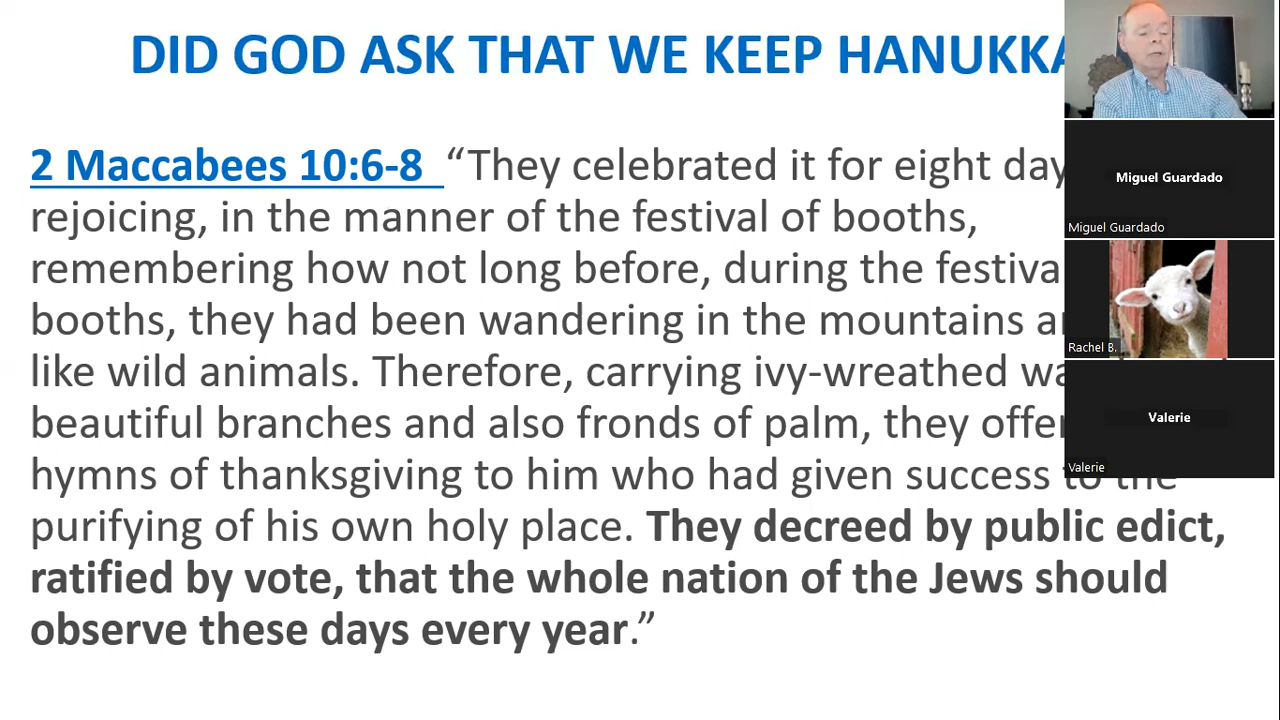 DID GOD ASK THAT WE KEEP HANUKKA
2 Maccabees 10:6-8 “They celebrated it for eight day
rejoicing, in the manner of the festival of booths,
remembering how not long before, during the festiva
booths, they had been wandering in the mountains
like wild animals. Therefore, carrying ivy-wreathed
beautiful branches and also fronds of palm, they offer
hymns of thanksgiving to him who had given success to the
purifying of his own holy place. They decreed by public edict,
ratified by vote, that the whole nation of the Jews should
observe these days every year.”
Miguel Guardado
Miguel Guardado
Rachel B.
Valerie
Valerie